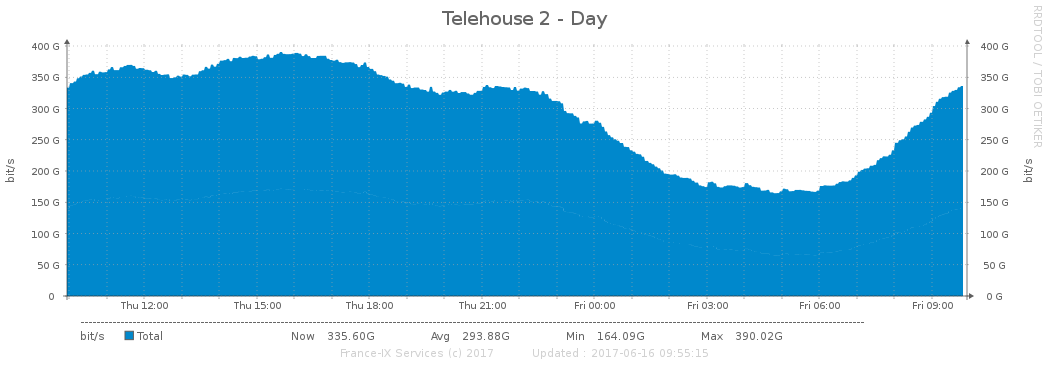 Telehouse 2 - Day
RRDTOOL / TOBI OETIKER
400 G 400 G
350 G 350 G
300 G 300 G
250 G 250 G
200 G 200 G
150 G 150 G
100 G 100 G
50 G 50 G
0 0 G
bit/s bit/s
Thu 12:00 Thu 15:00 Thu 18:00 Thu 21:00 Fri 00:00 Fri 03:00 Fri 06:00 Fri 09:00
bit/s Total Now 335.60G Avg 293.88G Min 164.09G Max 390.02G
France-IX Services (c) 2017 Updated : 2017-06-16 09:55:15